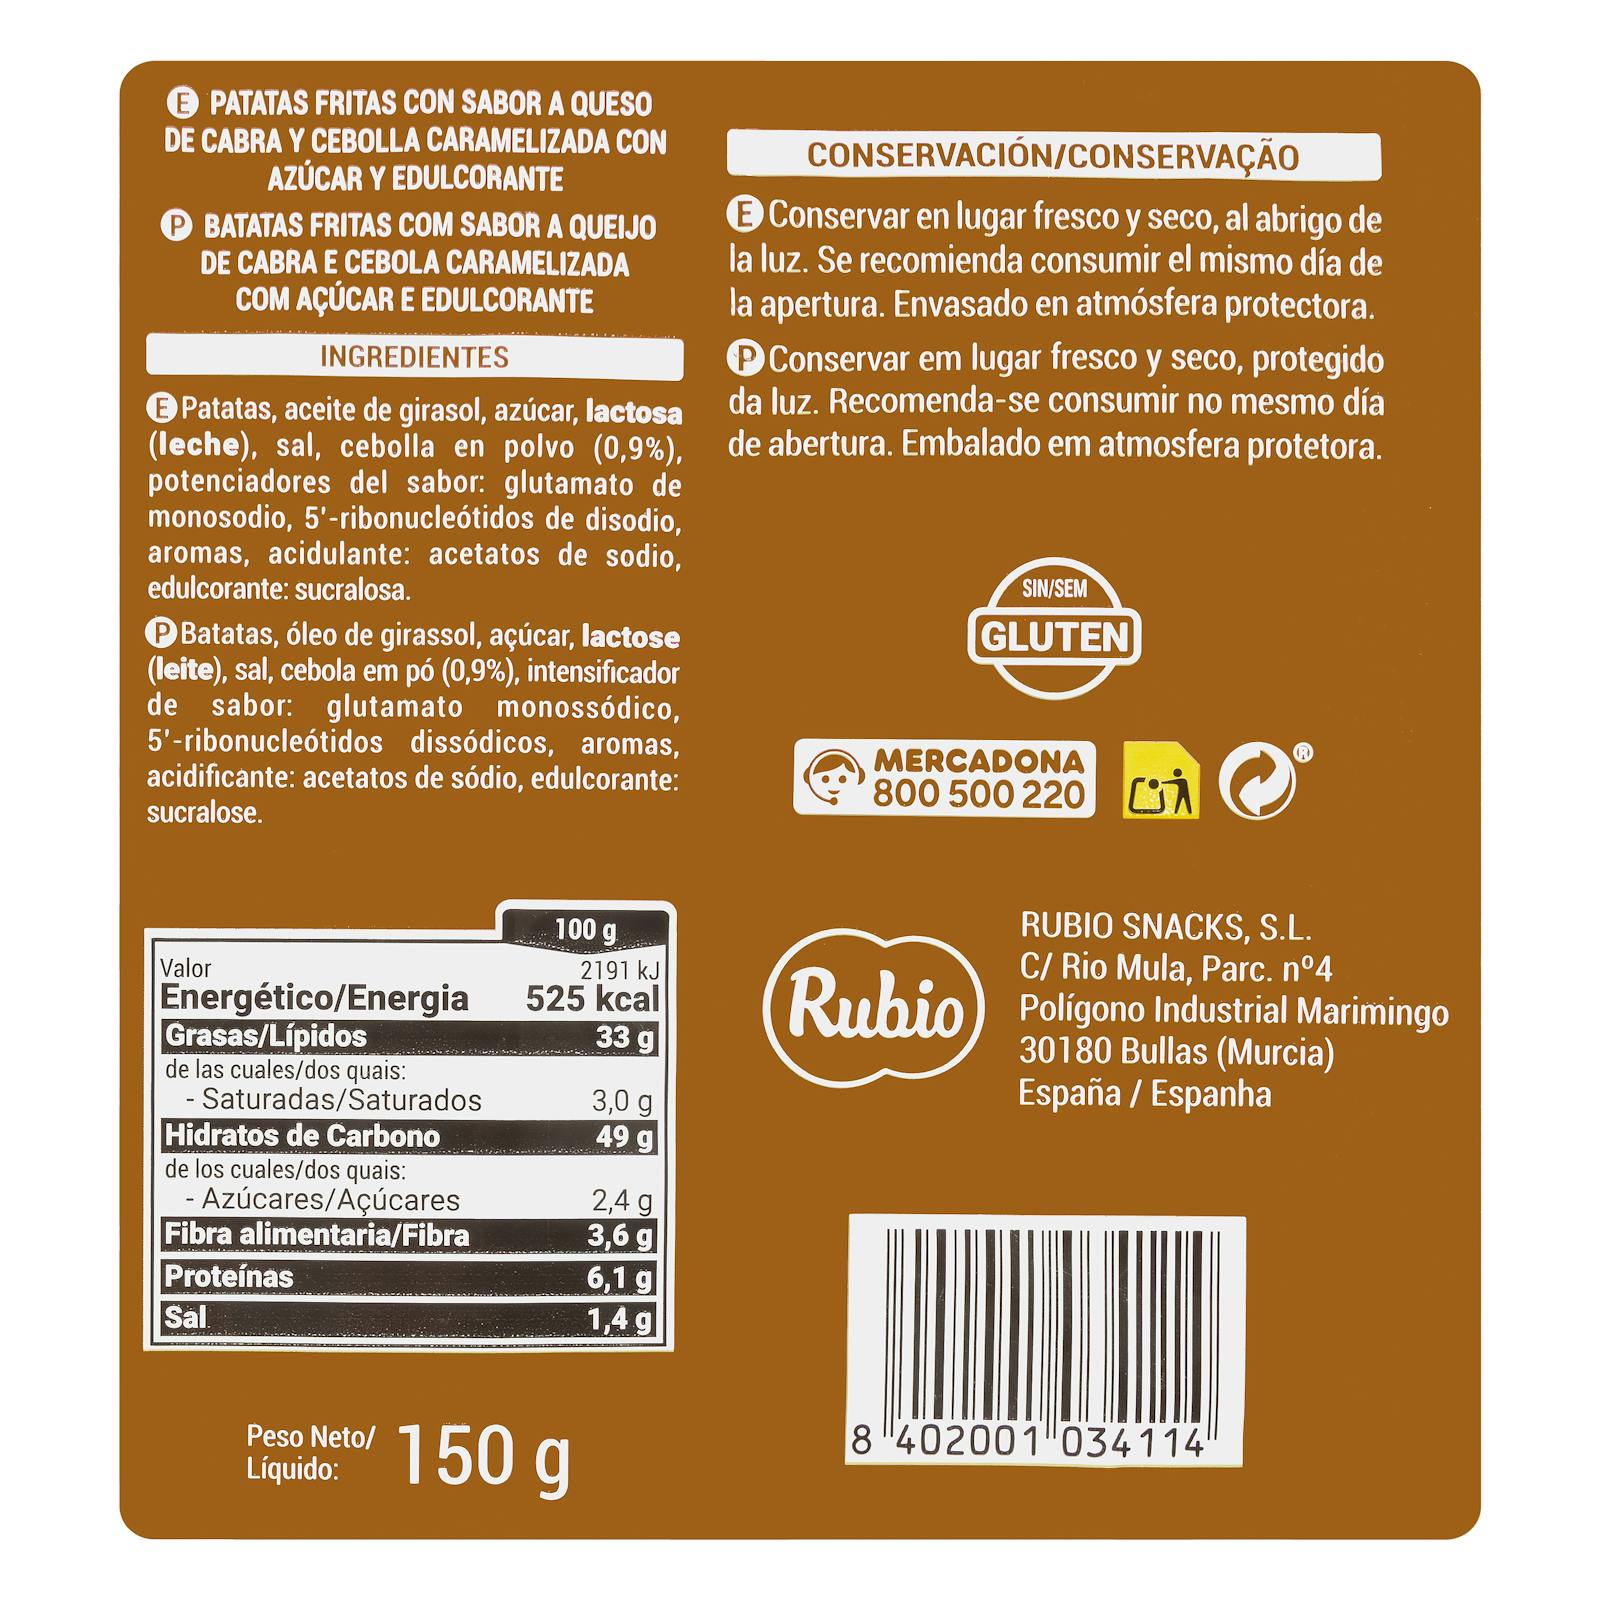 E PATATAS FRITAS CON SABOR A QUESO
DE CABRA Y CEBOLLA CARAMELIZADA CON
AZÚCAR Y EDULCORANTE
P BATATAS FRITAS COM SABOR A QUEIJO
DE CABRA E CEBOLA CARAMELIZADA
COM AÇÚCAR E EDULCORANTE
INGREDIENTES
E Patatas, aceite de girasol, azúcar, lactosa
(leche), sal, cebolla en polvo (0,9%),
potenciadores del sabor: glutamato de
monosodio, 5'-ribonucleótidos de disodio,
aromas, acidulante: acetatos de sodio,
edulcorante: sucralosa.
P Batatas, óleo de girassol, açúcar, lactose
(leite), sal, cebola em pó (0,9%), intensificador
de sabor: glutamato monossódico,
5'-ribonucleótidos dissódicos, aromas,
acidificante: acetatos de sódio, edulcorante:
sucralose.
100 g
Valor 2191 kJ
Energético/Energia 525 kcal
Grasas/Lípidos 33 g
de las cuales/dos quais:
- Saturadas/Saturados 3,0 g
Hidratos de Carbono 49 g
de los cuales/dos quais:
- Azúcares/Açúcares 2,4 g
Fibra alimentaria/Fibra 3,6 g
Proteínas 6,1 g
Sal 1,4 g
Peso Neto/
Líquido: 150 g
CONSERVACIÓN/CONSERVAÇÃO
E Conservar en lugar fresco y seco, al abrigo de
la luz. Se recomienda consumir el mismo día de
la apertura. Envasado en atmósfera protectora.
P Conservar em lugar fresco y seco, protegido
da luz. Recomenda-se consumir no mesmo día
de abertura. Embalado em atmosfera protetora.
SIN/SEM
GLUTEN
MERCADONA
800 500 220
®
Rubio
RUBIO SNACKS, S.L.
C/ Rio Mula, Parc. nº4
Polígono Industrial Marimingo
30180 Bullas (Murcia)
España / Espanha
8 402001 034114